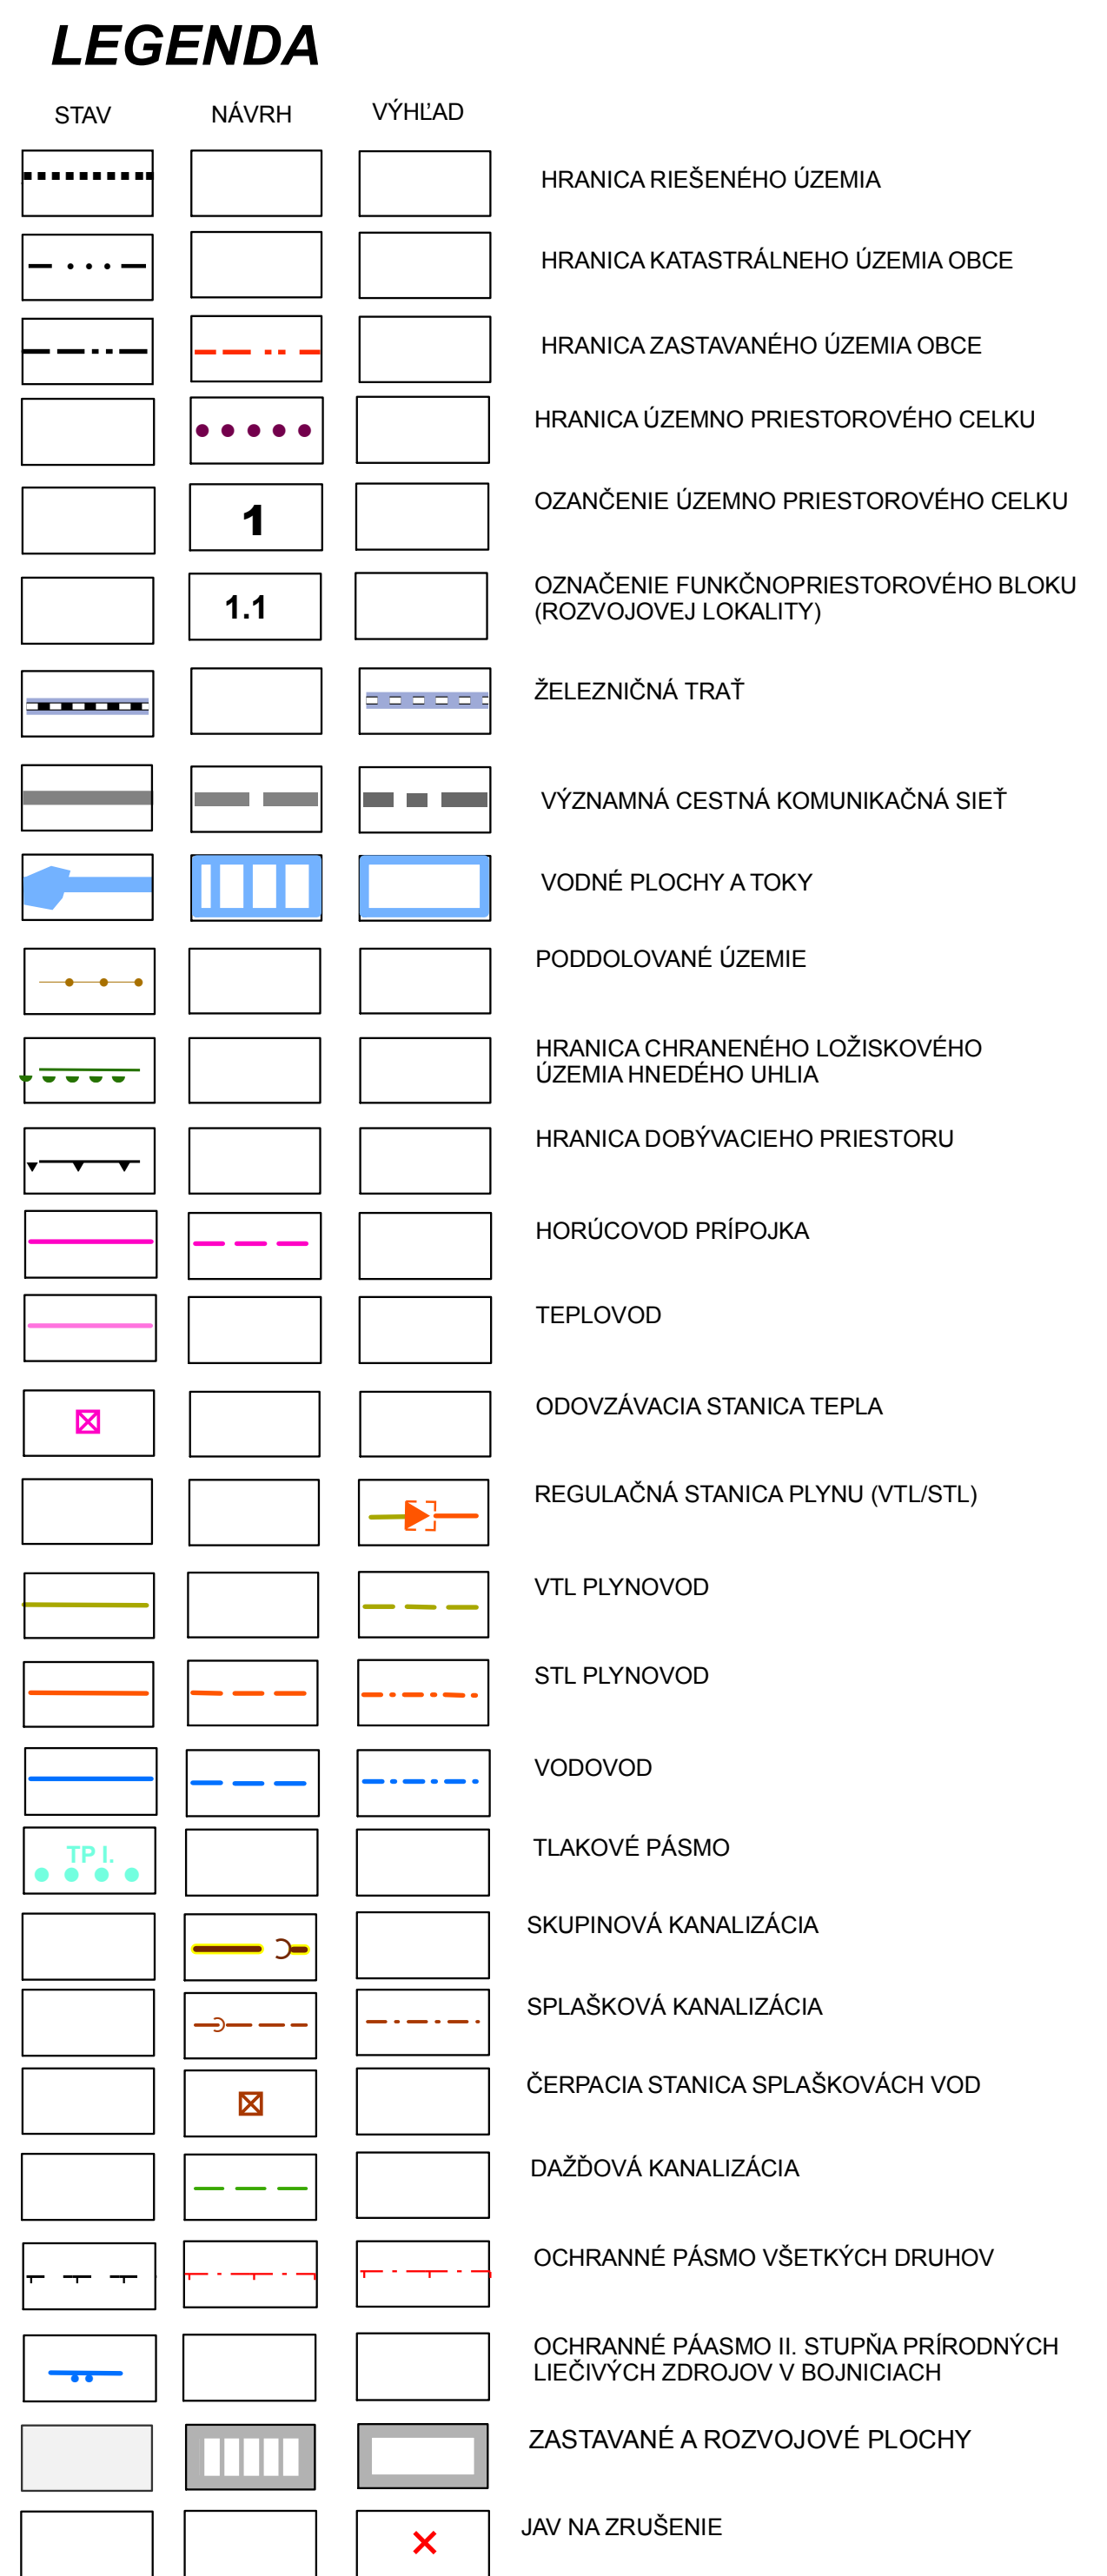 LEGENDA
STAV NÁVRH VÝHĽAD
HRANICA RIEŠENÉHO ÚZEMIA
HRANICA KATASTRÁLNEHO ÚZEMIA OBCE
HRANICA ZASTAVANÉHO ÚZEMIA OBCE
HRANICA ÚZEMNO PRIESTOROVÉHO CELKU
1 OZANČENIE ÚZEMNO PRIESTOROVÉHO CELKU
1.1 OZNAČENIE FUNKČNOPRIESTOROVÉHO BLOKU
(ROZVOJOVEJ LOKALITY)
ŽELEZNIČNÁ TRAŤ
VÝZNAMNÁ CESTNÁ KOMUNIKAČNÁ SIEŤ
VODNÉ PLOCHY A TOKY
PODDOLOVANÉ ÚZEMIE
HRANICA CHRANENÉHO LOŽISKOVÉHO
ÚZEMIA HNEDÉHO UHLIA
HRANICA DOBÝVACIEHO PRIESTORU
HORÚCOVOD PRÍPOJKA
TEPLOVOD
ODOVZÁVACIA STANICA TEPLA
REGULAČNÁ STANICA PLYNU (VTL/STL)
VTL PLYNOVOD
STL PLYNOVOD
VODOVOD
TP I. TLAKOVÉ PÁSMO
SKUPINOVÁ KANALIZÁCIA
SPLAŠKOVÁ KANALIZÁCIA
ČERPACIA STANICA SPLAŠKOVÁCH VOD
DAŽĎOVÁ KANALIZÁCIA
OCHRANNÉ PÁSMO VŠETKÝCH DRUHOV
OCHRANNÉ PÁASMO II. STUPŇA PRÍRODNÝCH
LIEČIVÝCH ZDROJOV V BOJNICIACH
ZASTAVANÉ A ROZVOJOVÉ PLOCHY
JAV NA ZRUŠENIE